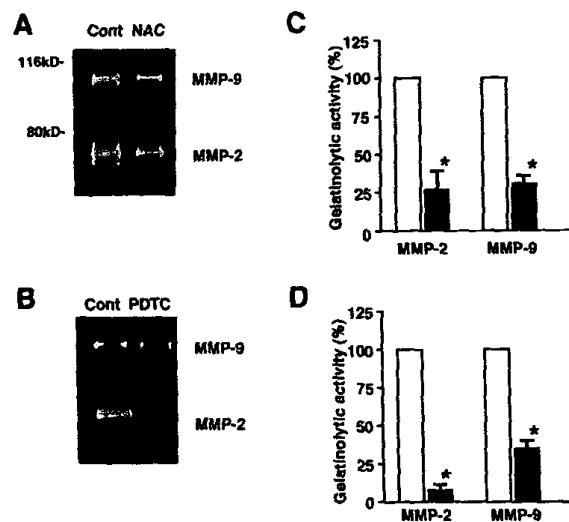 A
Cont NAC
116kD-
MMP-9
80kD-
MMP-2
B
Cont PDTC
MMP-9
MMP-2
C
Gelatinolytic activity (%)
125
100
75
50
25
0
*
*
MMP-2 MMP-9
D
Gelatinolytic activity (%)
125
100
75
50
25
0
*
*
MMP-2 MMP-9